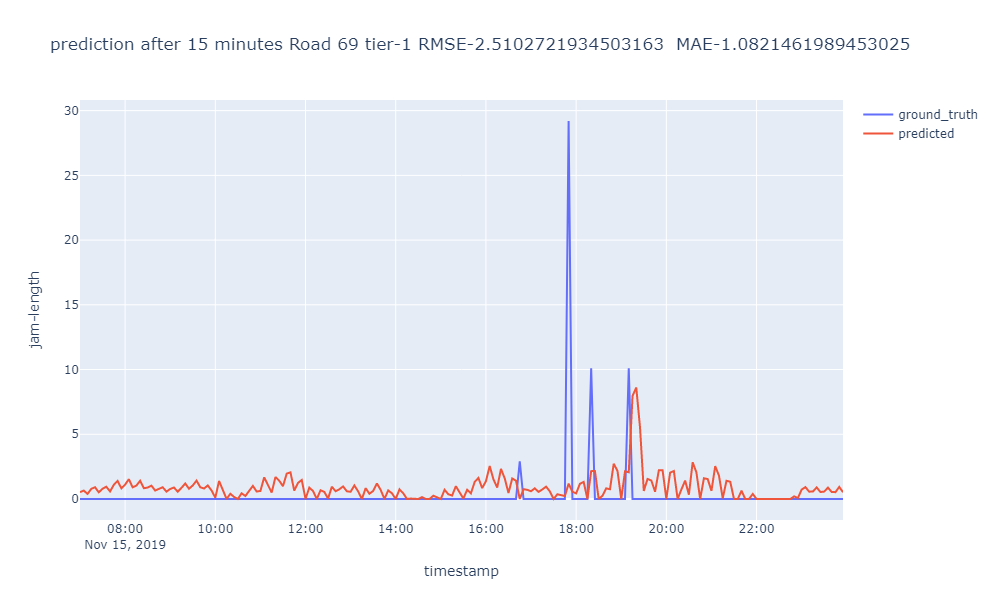 prediction after 15 minutes Road 69 tier-1 RMSE-2.5102721934503163  MAE-1.0821461989453025
30
25
20
15
10
5
0
jam-length
08:00
10:00
12:00
14:00
16:00
18:00
20:00
22:00
Nov 15, 2019
timestamp
ground_truth
predicted